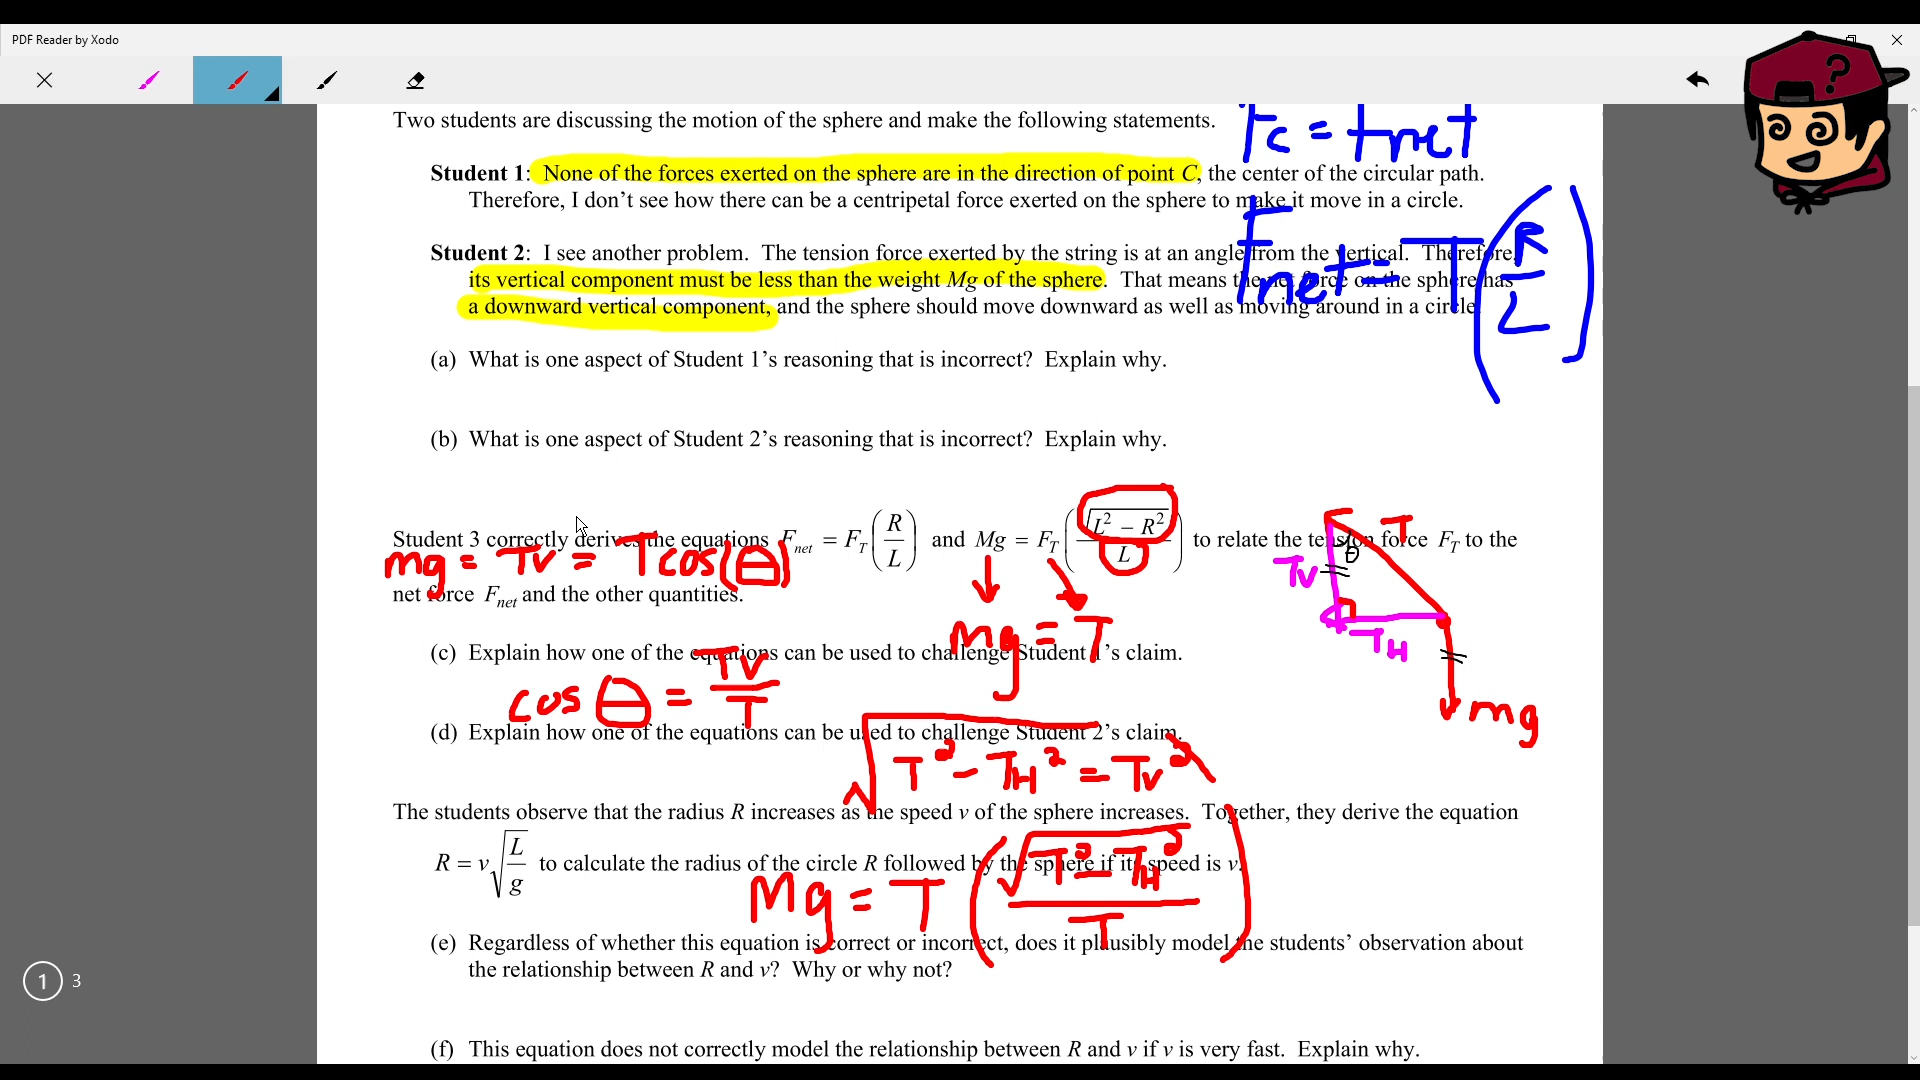 PDF Reader by Xodo
Two students are discussing the motion of the sphere and make the following statements.
Fc = Fnet
Student 1: None of the forces exerted on the sphere are in the direction of point C, the center of the circular path.
Therefore, I don't see how there can be a centripetal force exerted on the sphere to make it move in a circle.
Fnet = T(R/L)
Student 2: I see another problem. The tension force exerted by the string is at an angle from the vertical. Therefore,
its vertical component must be less than the weight Mg of the sphere. That means the net force on the sphere has
a downward vertical component, and the sphere should move downward as well as moving around in a circle.
(a) What is one aspect of Student 1's reasoning that is incorrect? Explain why.
(b) What is one aspect of Student 2's reasoning that is incorrect? Explain why.
Student 3 correctly derives the equations F_net = F_T (R/L) and Mg = F_T (√(L² – R²)/L) to relate the tension force F_T to the
mg = Tv = Tcos(θ)
net force F_net and the other quantities.
T
θ
Tv
TH
mg
mg = T
(c) Explain how one of the equations can be used to challenge Student 1's claim.
cos θ = Tv/T
(d) Explain how one of the equations can be used to challenge Student 2's claim.
√T² – TH² = Tv²
The students observe that the radius R increases as the speed v of the sphere increases. Together, they derive the equation
R = v√(L/g) to calculate the radius of the circle R followed by the sphere if its speed is v.
Mg = T(√(T² – TH²)/T)
(e) Regardless of whether this equation is correct or incorrect, does it plausibly model the students' observation about
the relationship between R and v? Why or why not?
1 3
(f) This equation does not correctly model the relationship between R and v if v is very fast. Explain why.
?